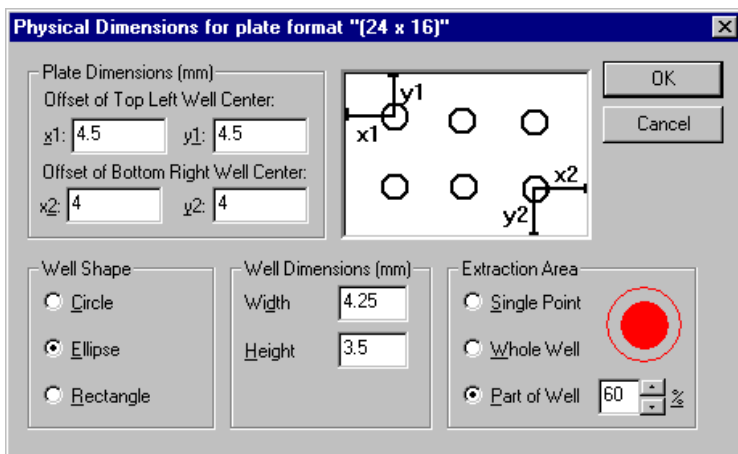 Physical Dimensions for plate format "(24 x 16)"
Plate Dimensions (mm)
Offset of Top Left Well Center:
x1: 4.5 y1: 4.5
Offset of Bottom Right Well Center:
x2: 4 y2: 4
y1
x1
x2
y2
OK
Cancel
Well Shape
Circle
Ellipse
Rectangle
Well Dimensions (mm)
Width 4.25
Height 3.5
Extraction Area
Single Point
Whole Well
Part of Well 60 %